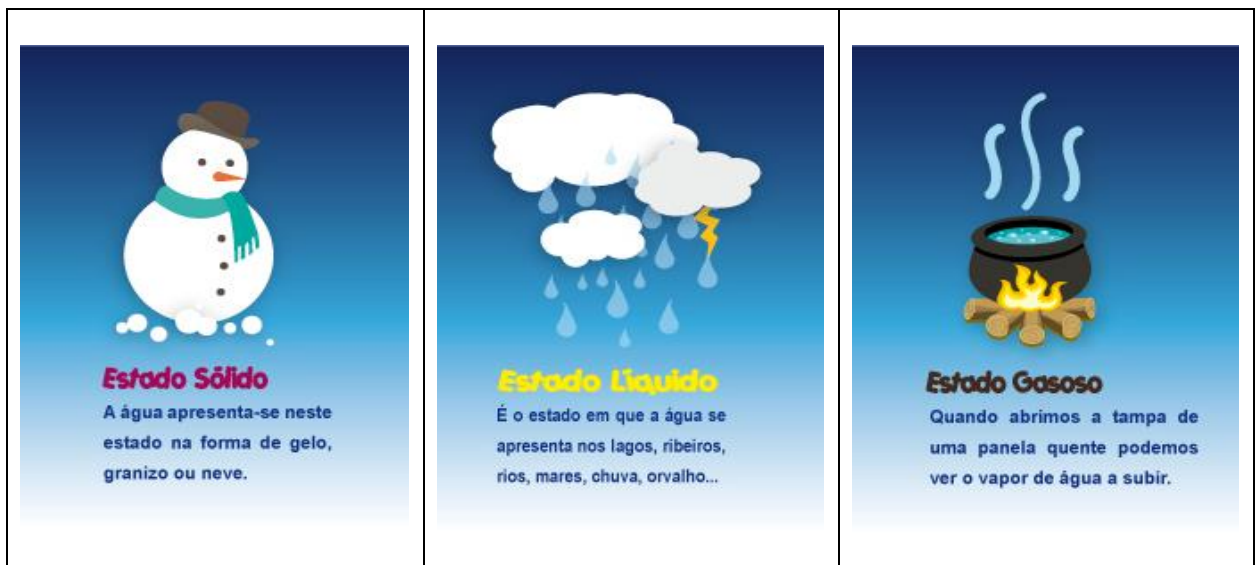 Estado Sólido
A água apresenta-se neste
estado na forma de gelo,
granizo ou neve.
Estado Líquido
É o estado em que a água se
apresenta nos lagos, ribeiros,
rios, mares, chuva, orvalho...
Estado Gasoso
Quando abrimos a tampa de
uma panela quente podemos
ver o vapor de água a subir.